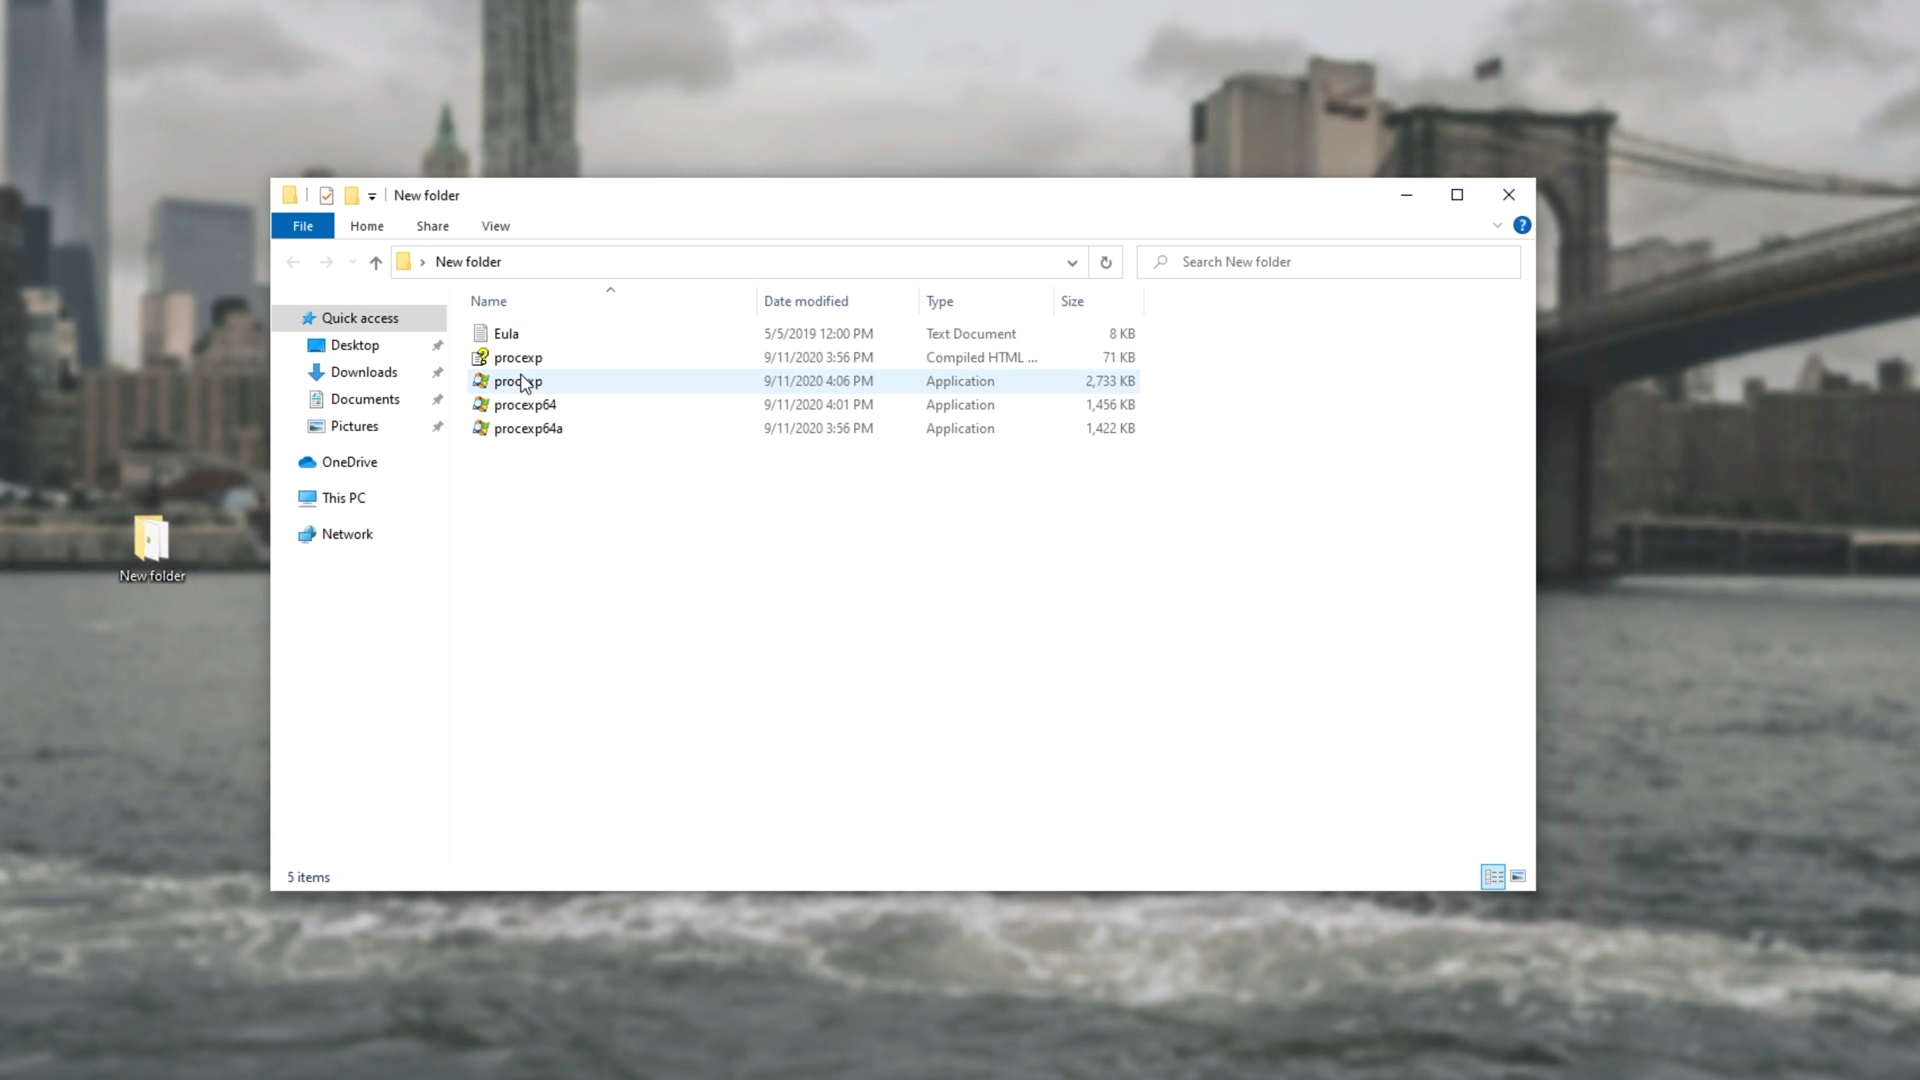 New folder
File Home Share View
New folder
Search New folder
Name Date modified Type Size
Quick access
Desktop
Downloads
Documents
Pictures
OneDrive
This PC
Network
Eula 5/5/2019 12:00 PM Text Document 8 KB
procexp 9/11/2020 3:56 PM Compiled HTML ... 71 KB
procexp 9/11/2020 4:06 PM Application 2,733 KB
procexp64 9/11/2020 4:01 PM Application 1,456 KB
procexp64a 9/11/2020 3:56 PM Application 1,422 KB
5 items
New folder